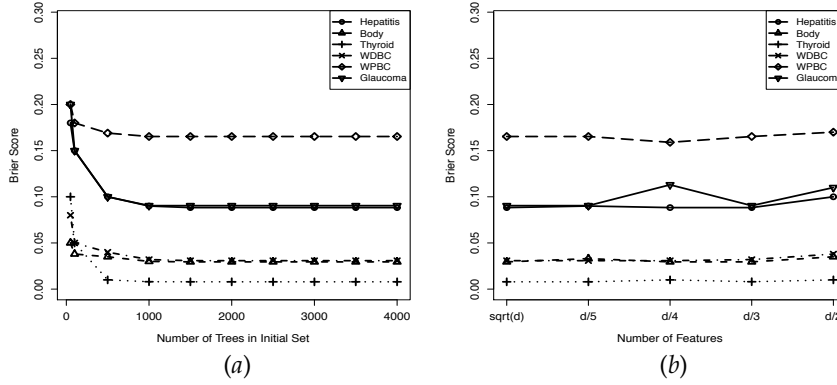 0.30
0.25
0.20
0.15
0.10
0.05
0.00
Brier Score
0
1000
2000
3000
4000
Number of Trees in Initial Set
Hepatitis
Body
Thyroid
WDBC
WPBC
Glaucoma
(a)
0.30
0.25
0.20
0.15
0.10
0.05
0.00
Brier Score
sqrt(d)
d/5
d/4
d/3
d/2
Number of Features
Hepatitis
Body
Thyroid
WDBC
WPBC
Glaucoma
(b)